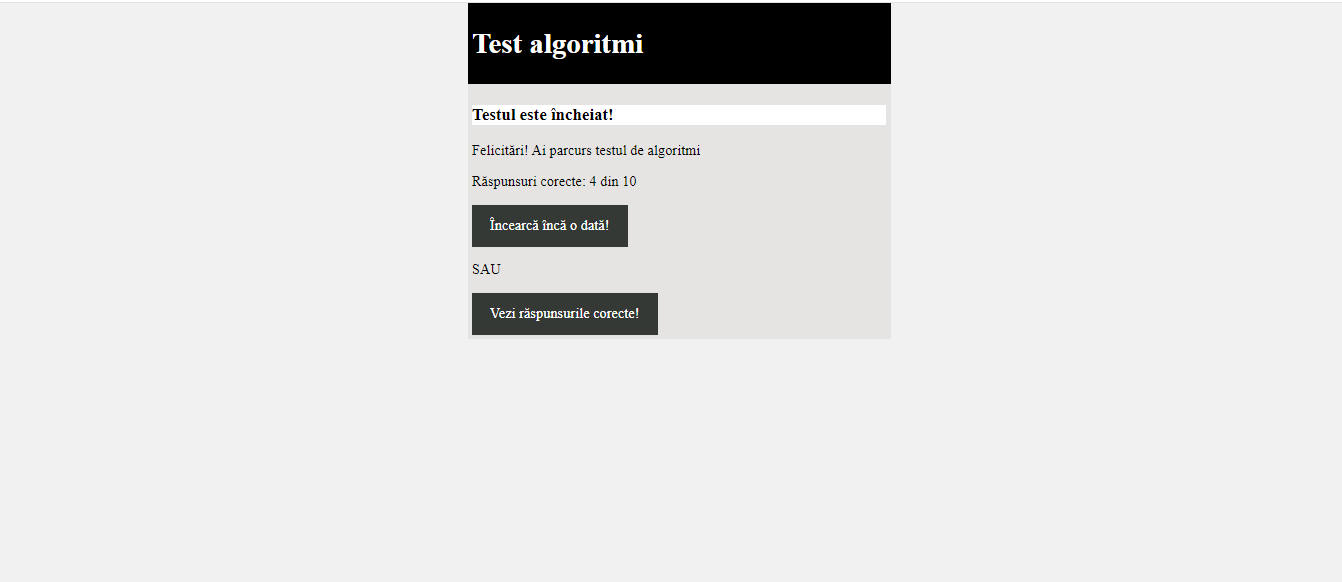 Test algoritmi
Testul este încheiat!
Felicitări! Ai parcurs testul de algoritmi
Răspunsuri corecte: 4 din 10
Încearcă încă o dată!
SAU
Vezi răspunsurile corecte!